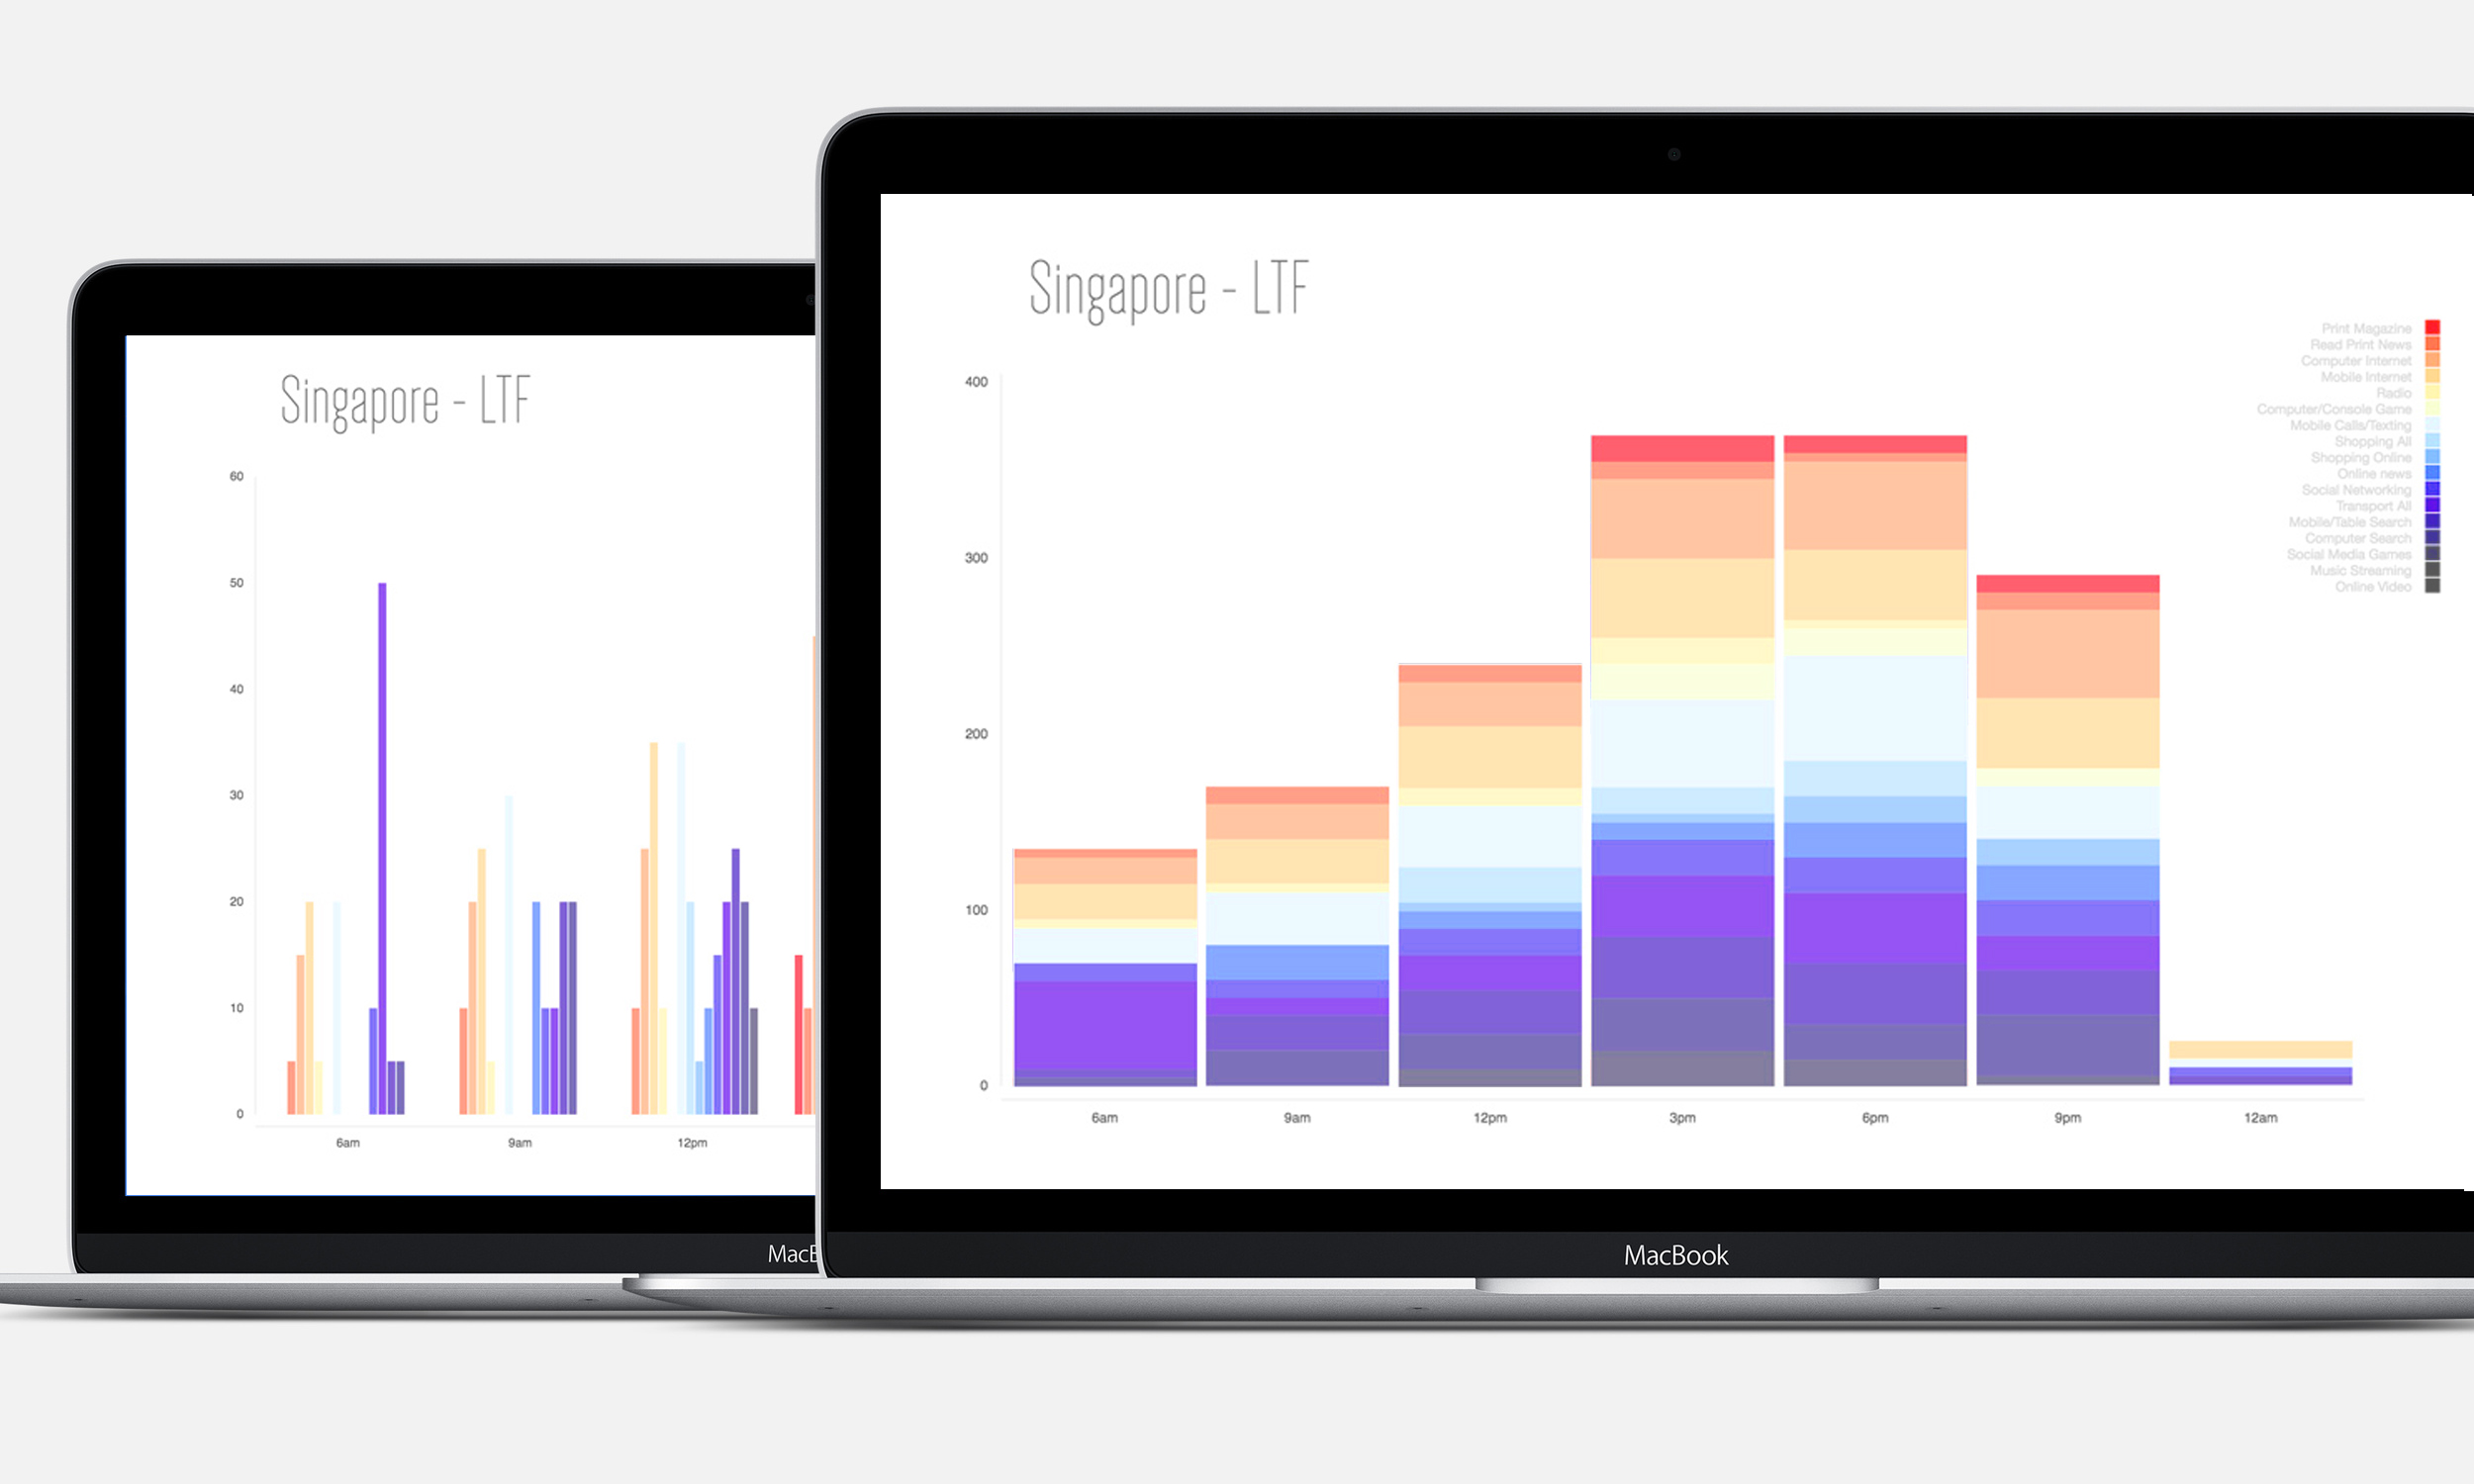 Singapore - LTF
60
50
40
30
20
10
0
6am
9am
12pm
MacB
Singapore - LTF
Print Magazine
Read Print News
Computer Internet
Mobile Internet
Radio
Computer/Console Game
Mobile Calls/Texting
Shopping All
Shopping Online
Online news
Social Networking
Transport All
Mobile/Table Search
Computer Search
Social Media Games
Music Streaming
Online Video
400
300
200
100
0
6am
9am
12pm
3pm
6pm
9pm
12am
MacBook